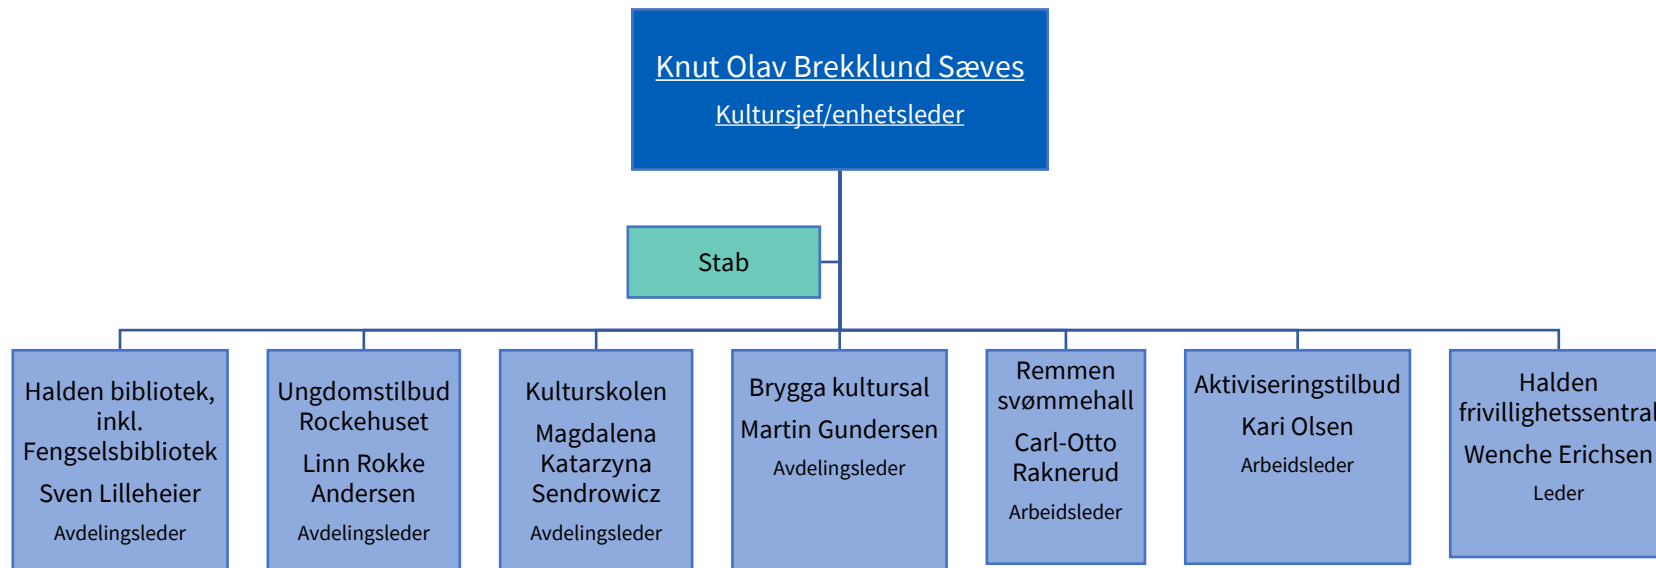 Knut Olav Brekklund Sæves
Kultursjef/enhetsleder
Stab
Halden bibliotek,
inkl.
Fengselsbibliotek
Sven Lilleheier
Avdelingsleder
Ungdomstilbud
Rockehuset
Linn Rokke
Andersen
Avdelingsleder
Kulturskolen
Magdalena
Katarzyna
Sendrowicz
Avdelingsleder
Brygga kultursal
Martin Gundersen
Avdelingsleder
Remmen
svømmehall
Carl-Otto
Raknerud
Arbeidsleder
Aktiviseringstilbud
Kari Olsen
Arbeidsleder
Halden
frivillighetssentral
Wenche Erichsen
Leder